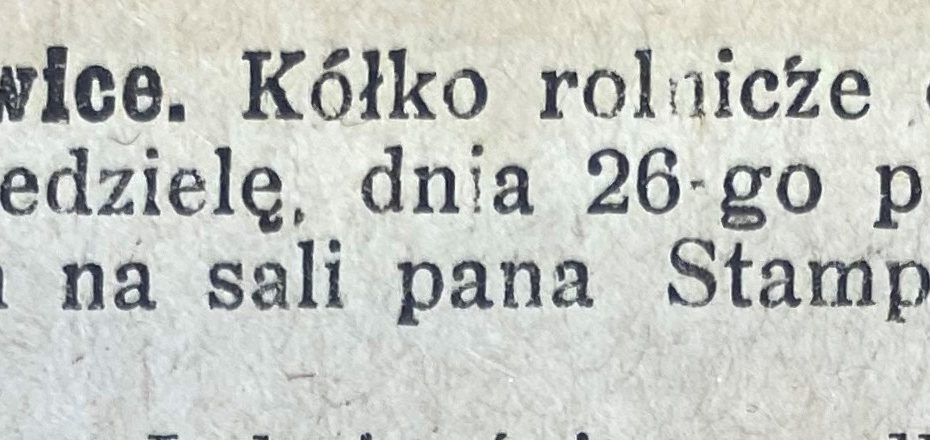 wice. Kółko rolnicze
edzielę, dnia 26-go p
na sali pana Stamp